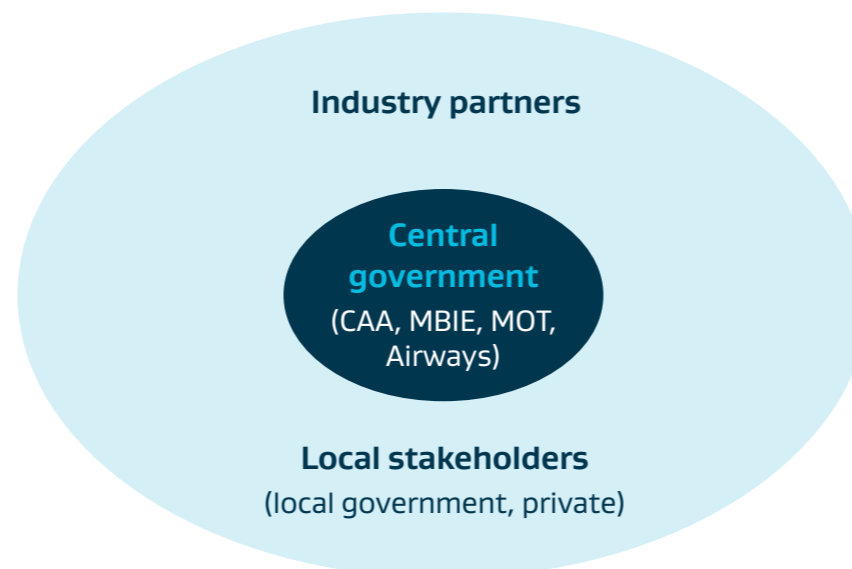 Industry partners
Central
government
(CAA, MBIE, MOT,
Airways)
Local stakeholders
(local government, private)